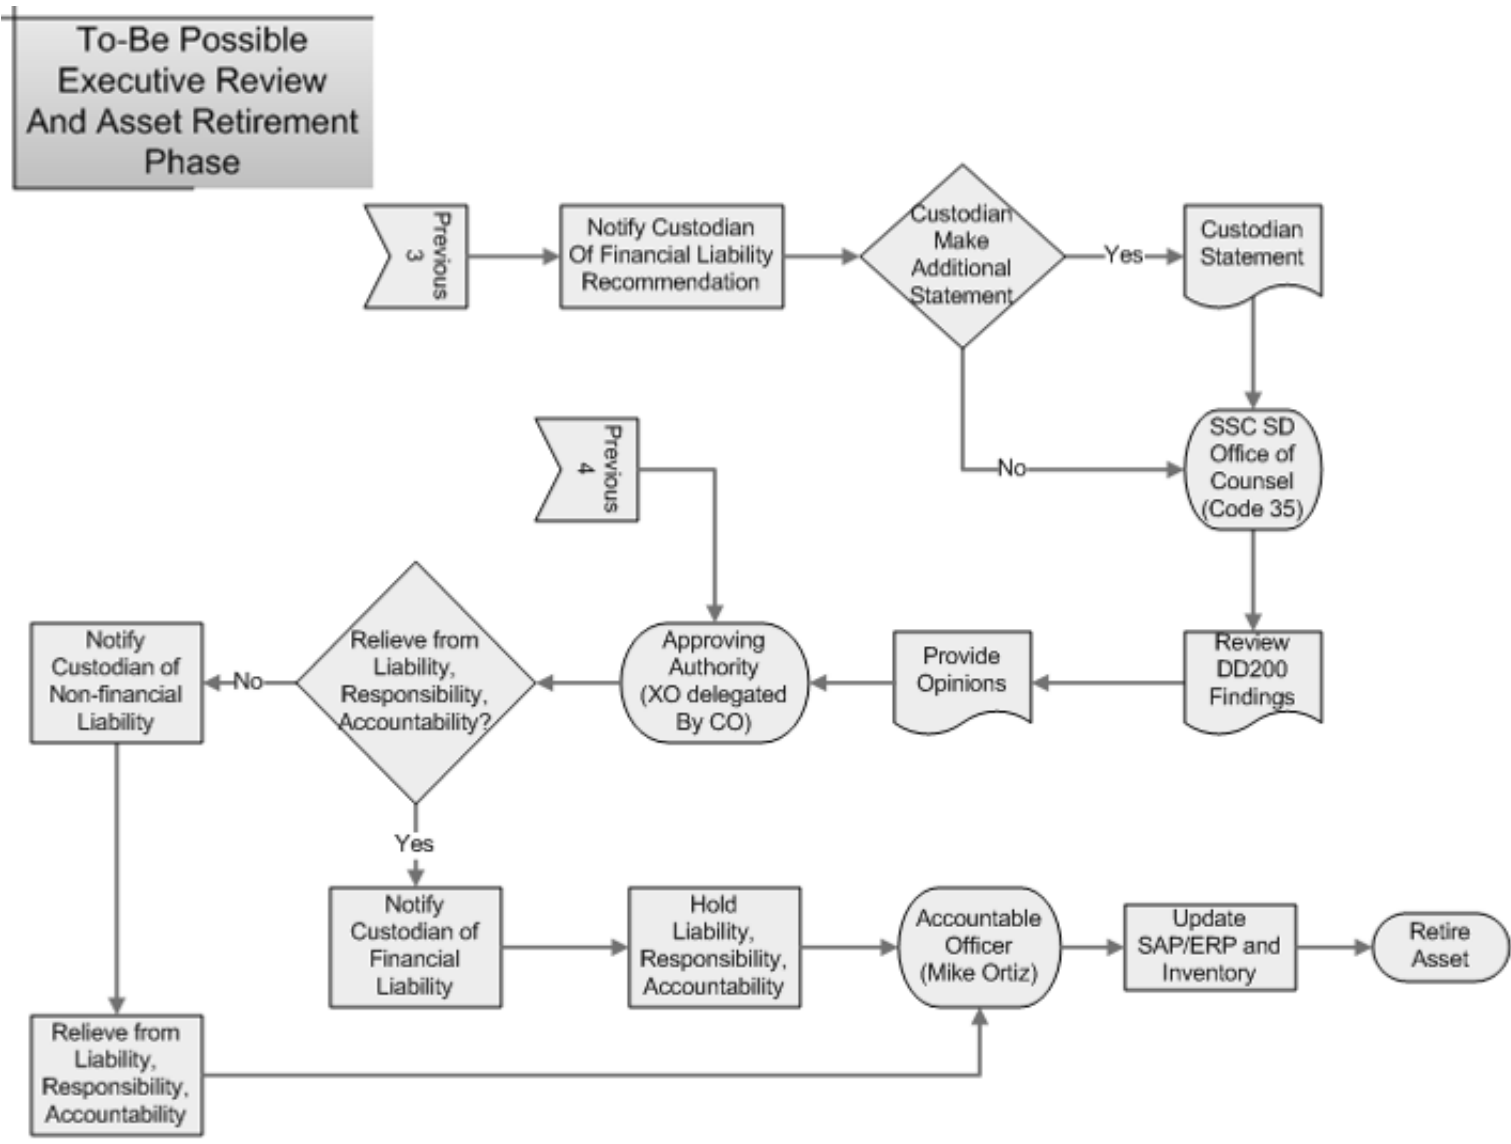 To-Be Possible
Executive Review
And Asset Retirement
Phase
Previous
3
Notify Custodian
Of Financial Liability
Recommendation
Custodian
Make
Additional
Statement
Yes
Custodian
Statement
No
SSC SD
Office of
Counsel
(Code 35)
Previous
4
Review
DD200
Findings
Provide
Opinions
Approving
Authority
(XO delegated
By CO)
Relieve from
Liability,
Responsibility,
Accountability?
No
Notify
Custodian of
Non-financial
Liability
Yes
Notify
Custodian of
Financial
Liability
Hold
Liability,
Responsibility,
Accountability
Accountable
Officer
(Mike Ortiz)
Update
SAP/ERP and
Inventory
Retire
Asset
Relieve from
Liability,
Responsibility,
Accountability